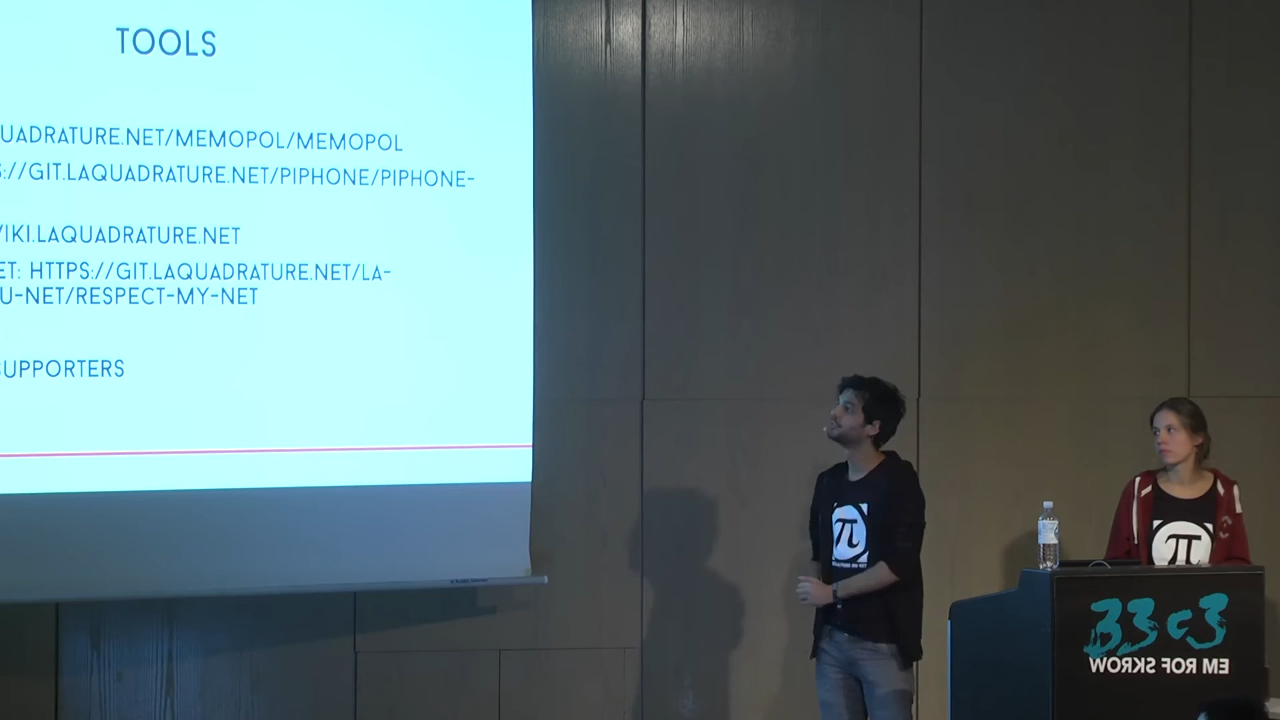 TOOLS
QUADRATURE.NET/MEMOPOL/MEMOPOL
S://GIT.LAQUADRATURE.NET/PIPHONE/PIPHONE-
IKI.LAQUADRATURE.NET
ET: HTTPS://GIT.LAQUADRATURE.NET/LA-
U-NET/RESPECT-MY-NET
SUPPORTERS
π
π
33c3
WORKS FOR ME